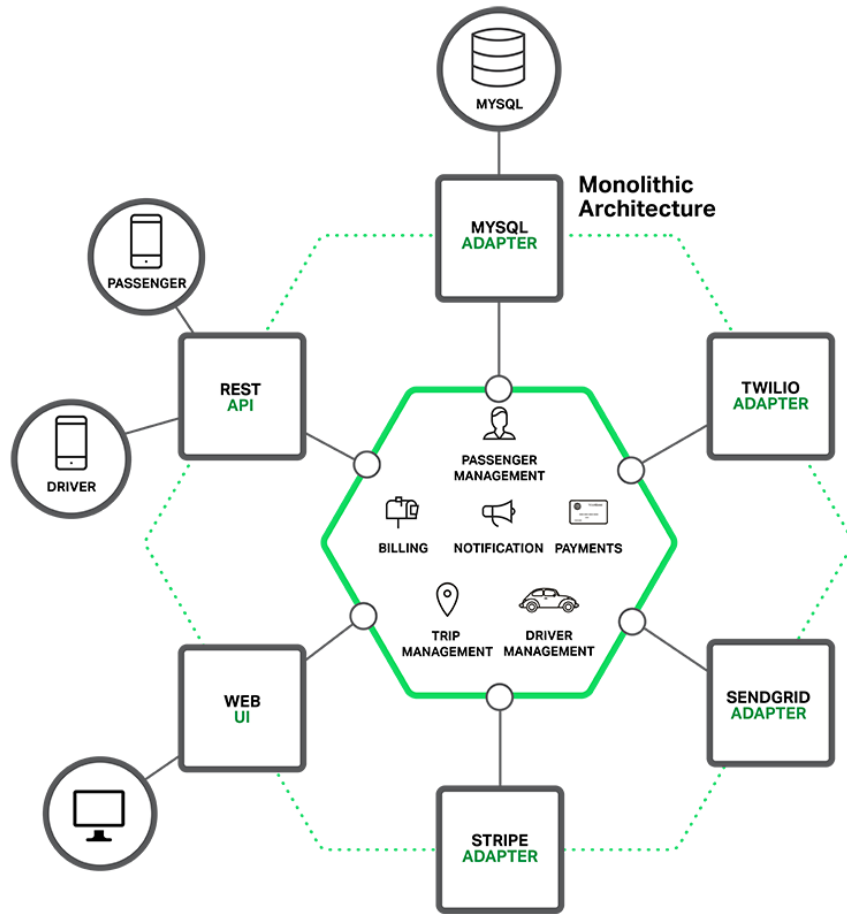 MYSQL
Monolithic
Architecture
MYSQL
ADAPTER
PASSENGER
REST
API
TWILIO
ADAPTER
DRIVER
PASSENGER
MANAGEMENT
BILLING
NOTIFICATION
PAYMENTS
TRIP
MANAGEMENT
DRIVER
MANAGEMENT
WEB
UI
SENDGRID
ADAPTER
STRIPE
ADAPTER